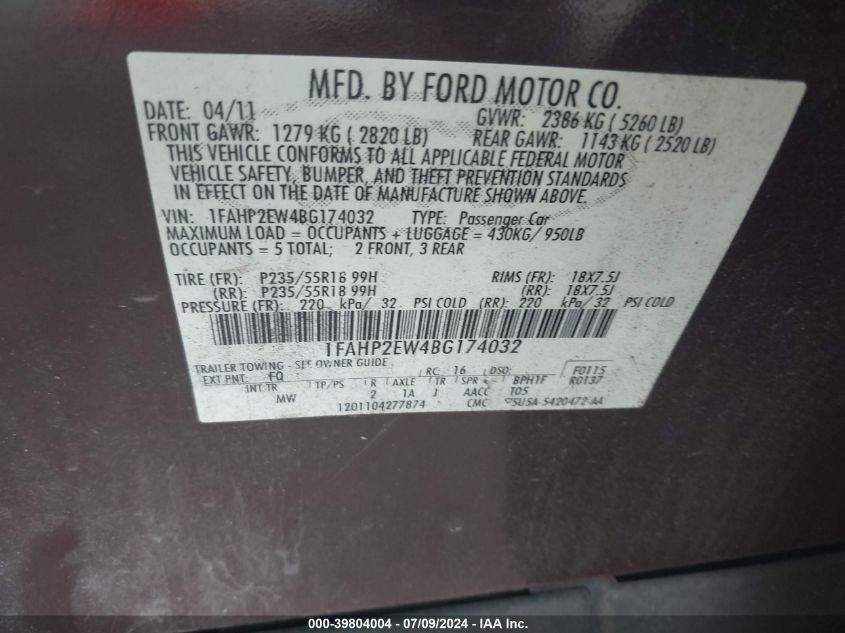 MFD. BY FORD MOTOR CO.
DATE: 04/11 GVWR: 2386 KG ( 5260 LB)
FRONT GAWR: 1279 KG ( 2820 LB) REAR GAWR: 1143 KG ( 2520 LB)
THIS VEHICLE CONFORMS TO ALL APPLICABLE FEDERAL MOTOR
VEHICLE SAFETY, BUMPER, AND THEFT PREVENTION STANDARDS
IN EFFECT ON THE DATE OF MANUFACTURE SHOWN ABOVE.
VIN: 1FAHP2EW4BG174032 TYPE: Passenger Car
MAXIMUM LOAD = OCCUPANTS + LUGGAGE = 430KG/ 950LB
OCCUPANTS = 5 TOTAL; 2 FRONT, 3 REAR
TIRE (FR): P235/55R18 99H RIMS (FR): 18X7.5J
(RR): P235/55R18 99H (RR): 18X7.5J
PRESSURE (FR): 220 kPa/ 32 PSI COLD (RR): 220 kPa/ 32 PSI COLD
1FAHP2EW4BG174032
TRAILER TOWING - SEE OWNER GUIDE
EXT PNT: FQ RC: 16 DSO: F0115
R0137
INT TR TP/PS R AXLE TR SPR BPH1F
MW 2 1A J AACC T05
1201104277874 CMC 5U5A-5420472-AA
000-39804004 / 07/09/2024 - IAA Inc.